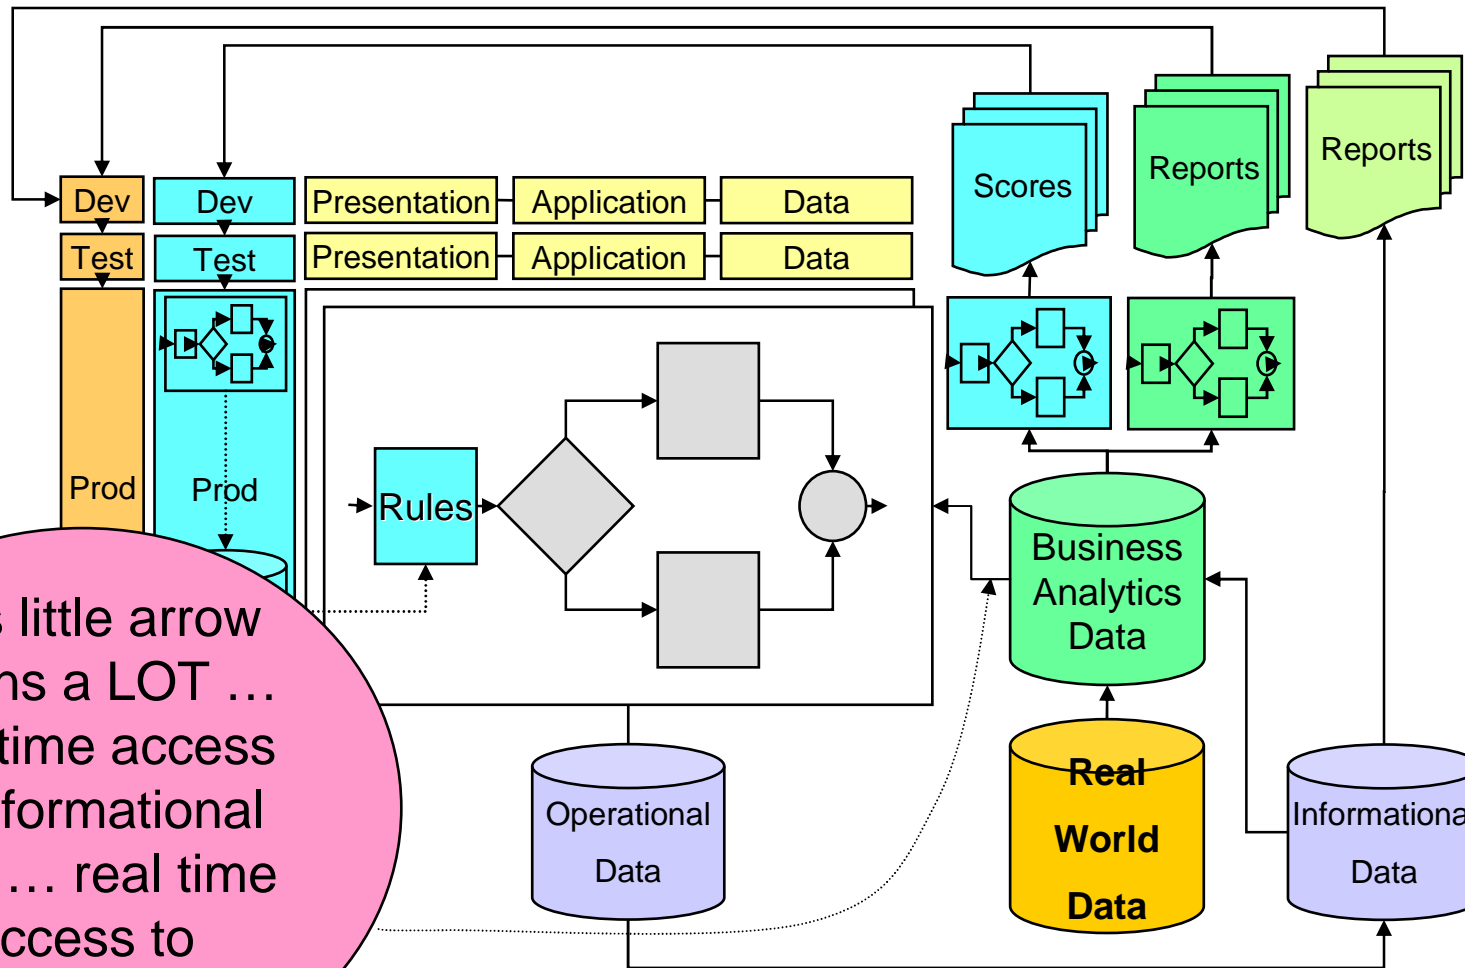 Reports
Reports
Scores
Dev
Dev
Presentation
Application
Data
Test
Test
Presentation
Application
Data
Prod
Prod
Rules
Business
Analytics
Data
s little arrow
ns a LOT …
time access
formational
… real time
ccess to
Operational
Data
Real
World
Data
Informationa
Data